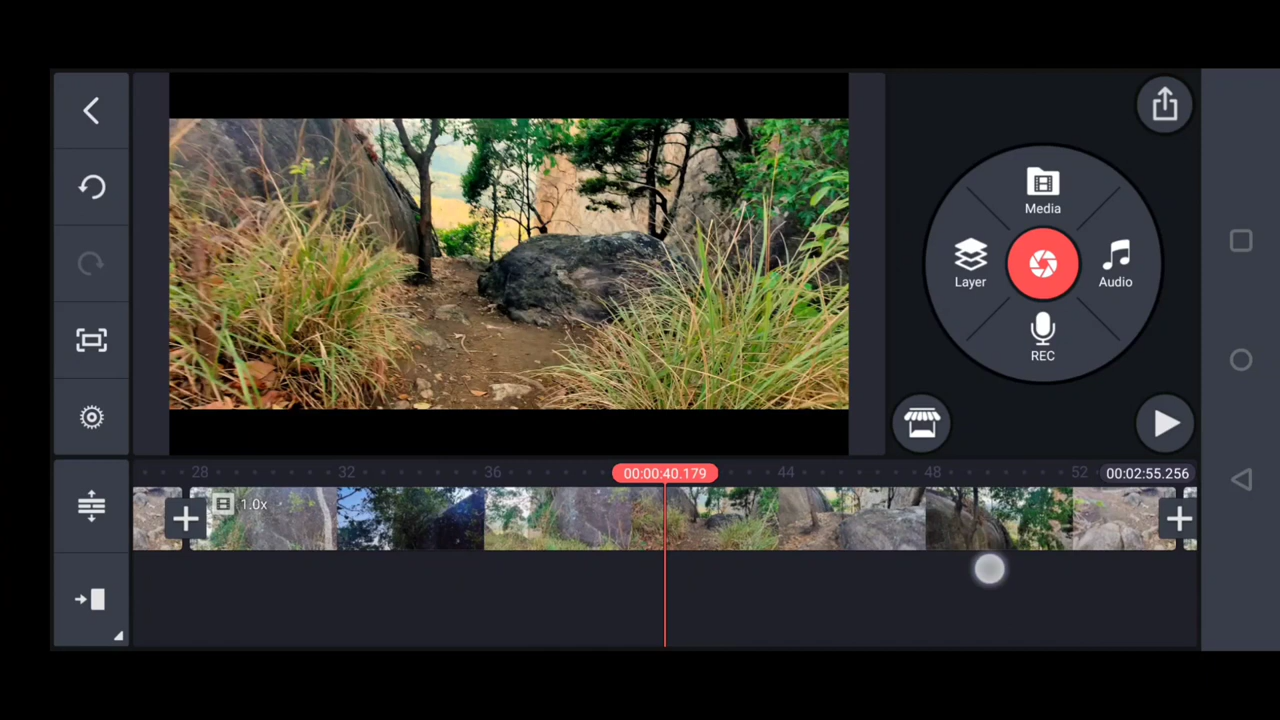 Media
Layer
Audio
REC
28
32
36
00:00:40.179
44
48
52
00:02:55.256
1.0x